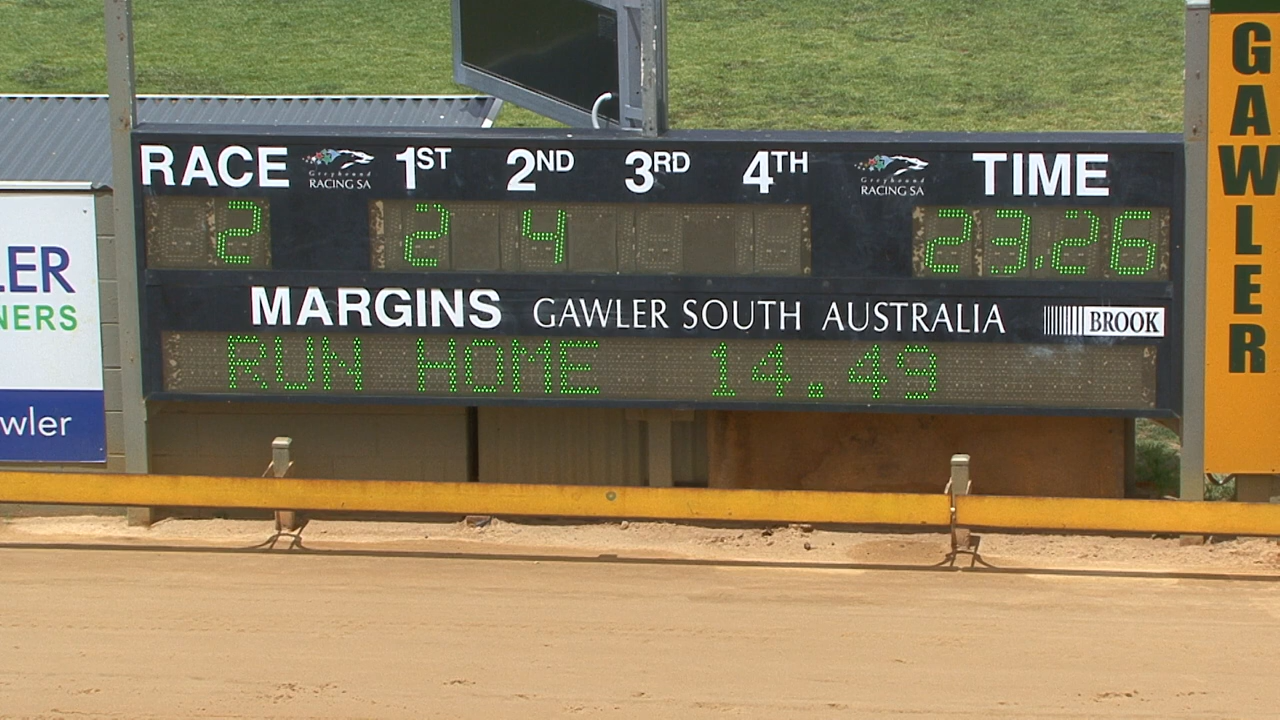 RACE Greyhound RACING SA 1ST 2ND 3RD 4TH Greyhound RACING SA TIME
2 2 4 23.26
MARGINS GAWLER SOUTH AUSTRALIA BROOK
RUN HOME 14.49
GAWLER
LER
NERS
wler